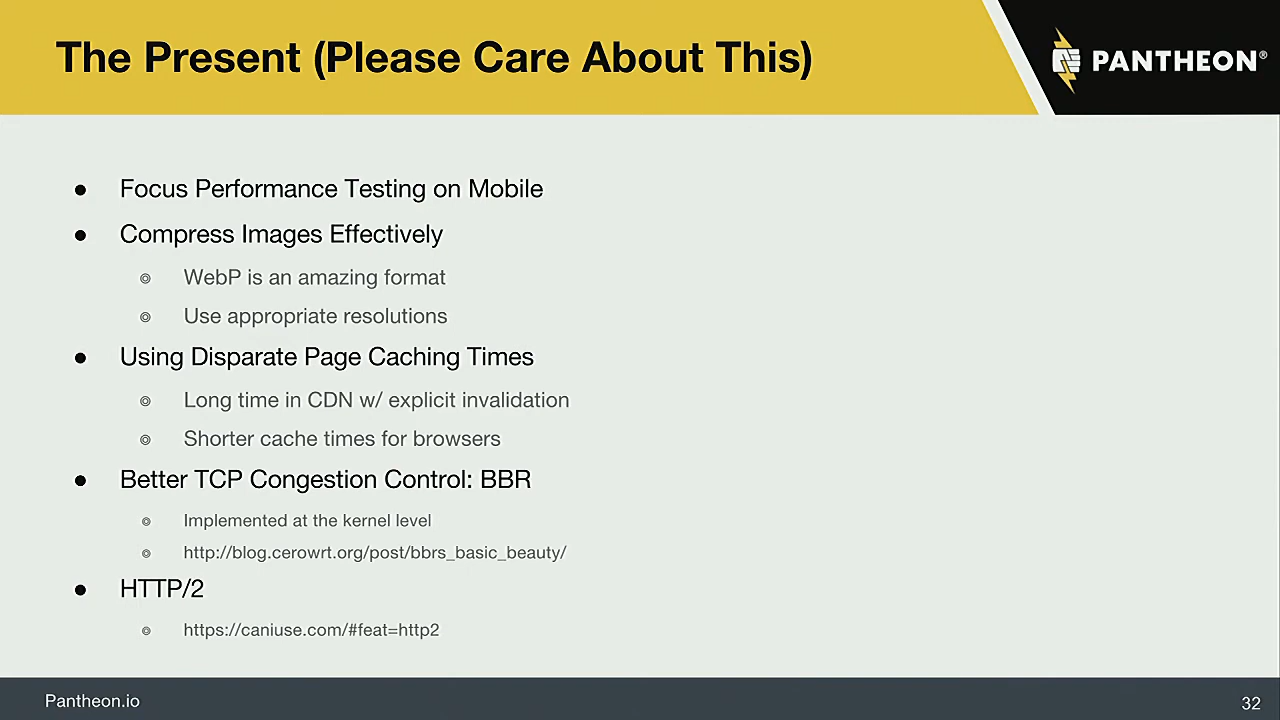 The Present (Please Care About This)
PANTHEON®
● Focus Performance Testing on Mobile
● Compress Images Effectively
◎ WebP is an amazing format
◎ Use appropriate resolutions
● Using Disparate Page Caching Times
◎ Long time in CDN w/ explicit invalidation
◎ Shorter cache times for browsers
● Better TCP Congestion Control: BBR
◎ Implemented at the kernel level
◎ http://blog.cerowrt.org/post/bbrs_basic_beauty/
● HTTP/2
◎ https://caniuse.com/#feat=http2
Pantheon.io
32